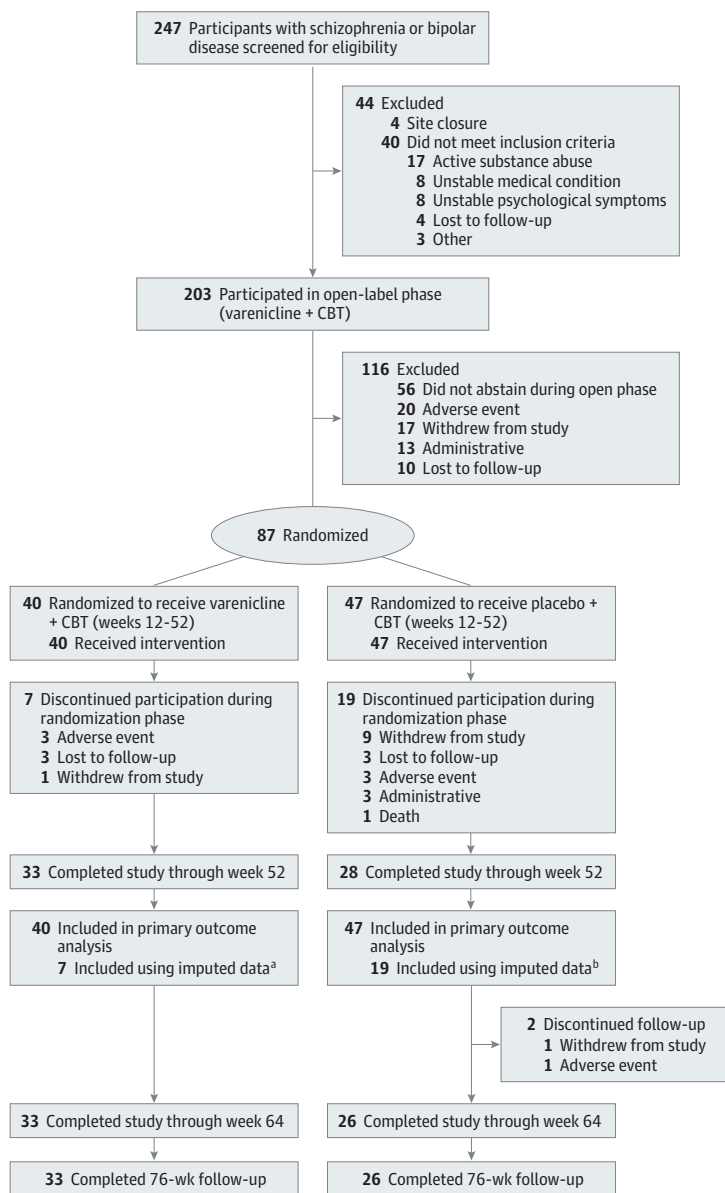 247 Participants with schizophrenia or bipolar
disease screened for eligibility
44 Excluded
4 Site closure
40 Did not meet inclusion criteria
17 Active substance abuse
8 Unstable medical condition
8 Unstable psychological symptoms
4 Lost to follow-up
3 Other
203 Participated in open-label phase
(varenicline + CBT)
116 Excluded
56 Did not abstain during open phase
20 Adverse event
17 Withdrew from study
13 Administrative
10 Lost to follow-up
87 Randomized
40 Randomized to receive varenicline
+ CBT (weeks 12-52)
40 Received intervention
47 Randomized to receive placebo +
CBT (weeks 12-52)
47 Received intervention
7 Discontinued participation during
randomization phase
3 Adverse event
3 Lost to follow-up
1 Withdrew from study
19 Discontinued participation during
randomization phase
9 Withdrew from study
3 Lost to follow-up
3 Adverse event
3 Administrative
1 Death
33 Completed study through week 52
28 Completed study through week 52
40 Included in primary outcome
analysis
7 Included using imputed dataᵃ
47 Included in primary outcome
analysis
19 Included using imputed dataᵇ
2 Discontinued follow-up
1 Withdrew from study
1 Adverse event
33 Completed study through week 64
26 Completed study through week 64
33 Completed 76-wk follow-up
26 Completed 76-wk follow-up